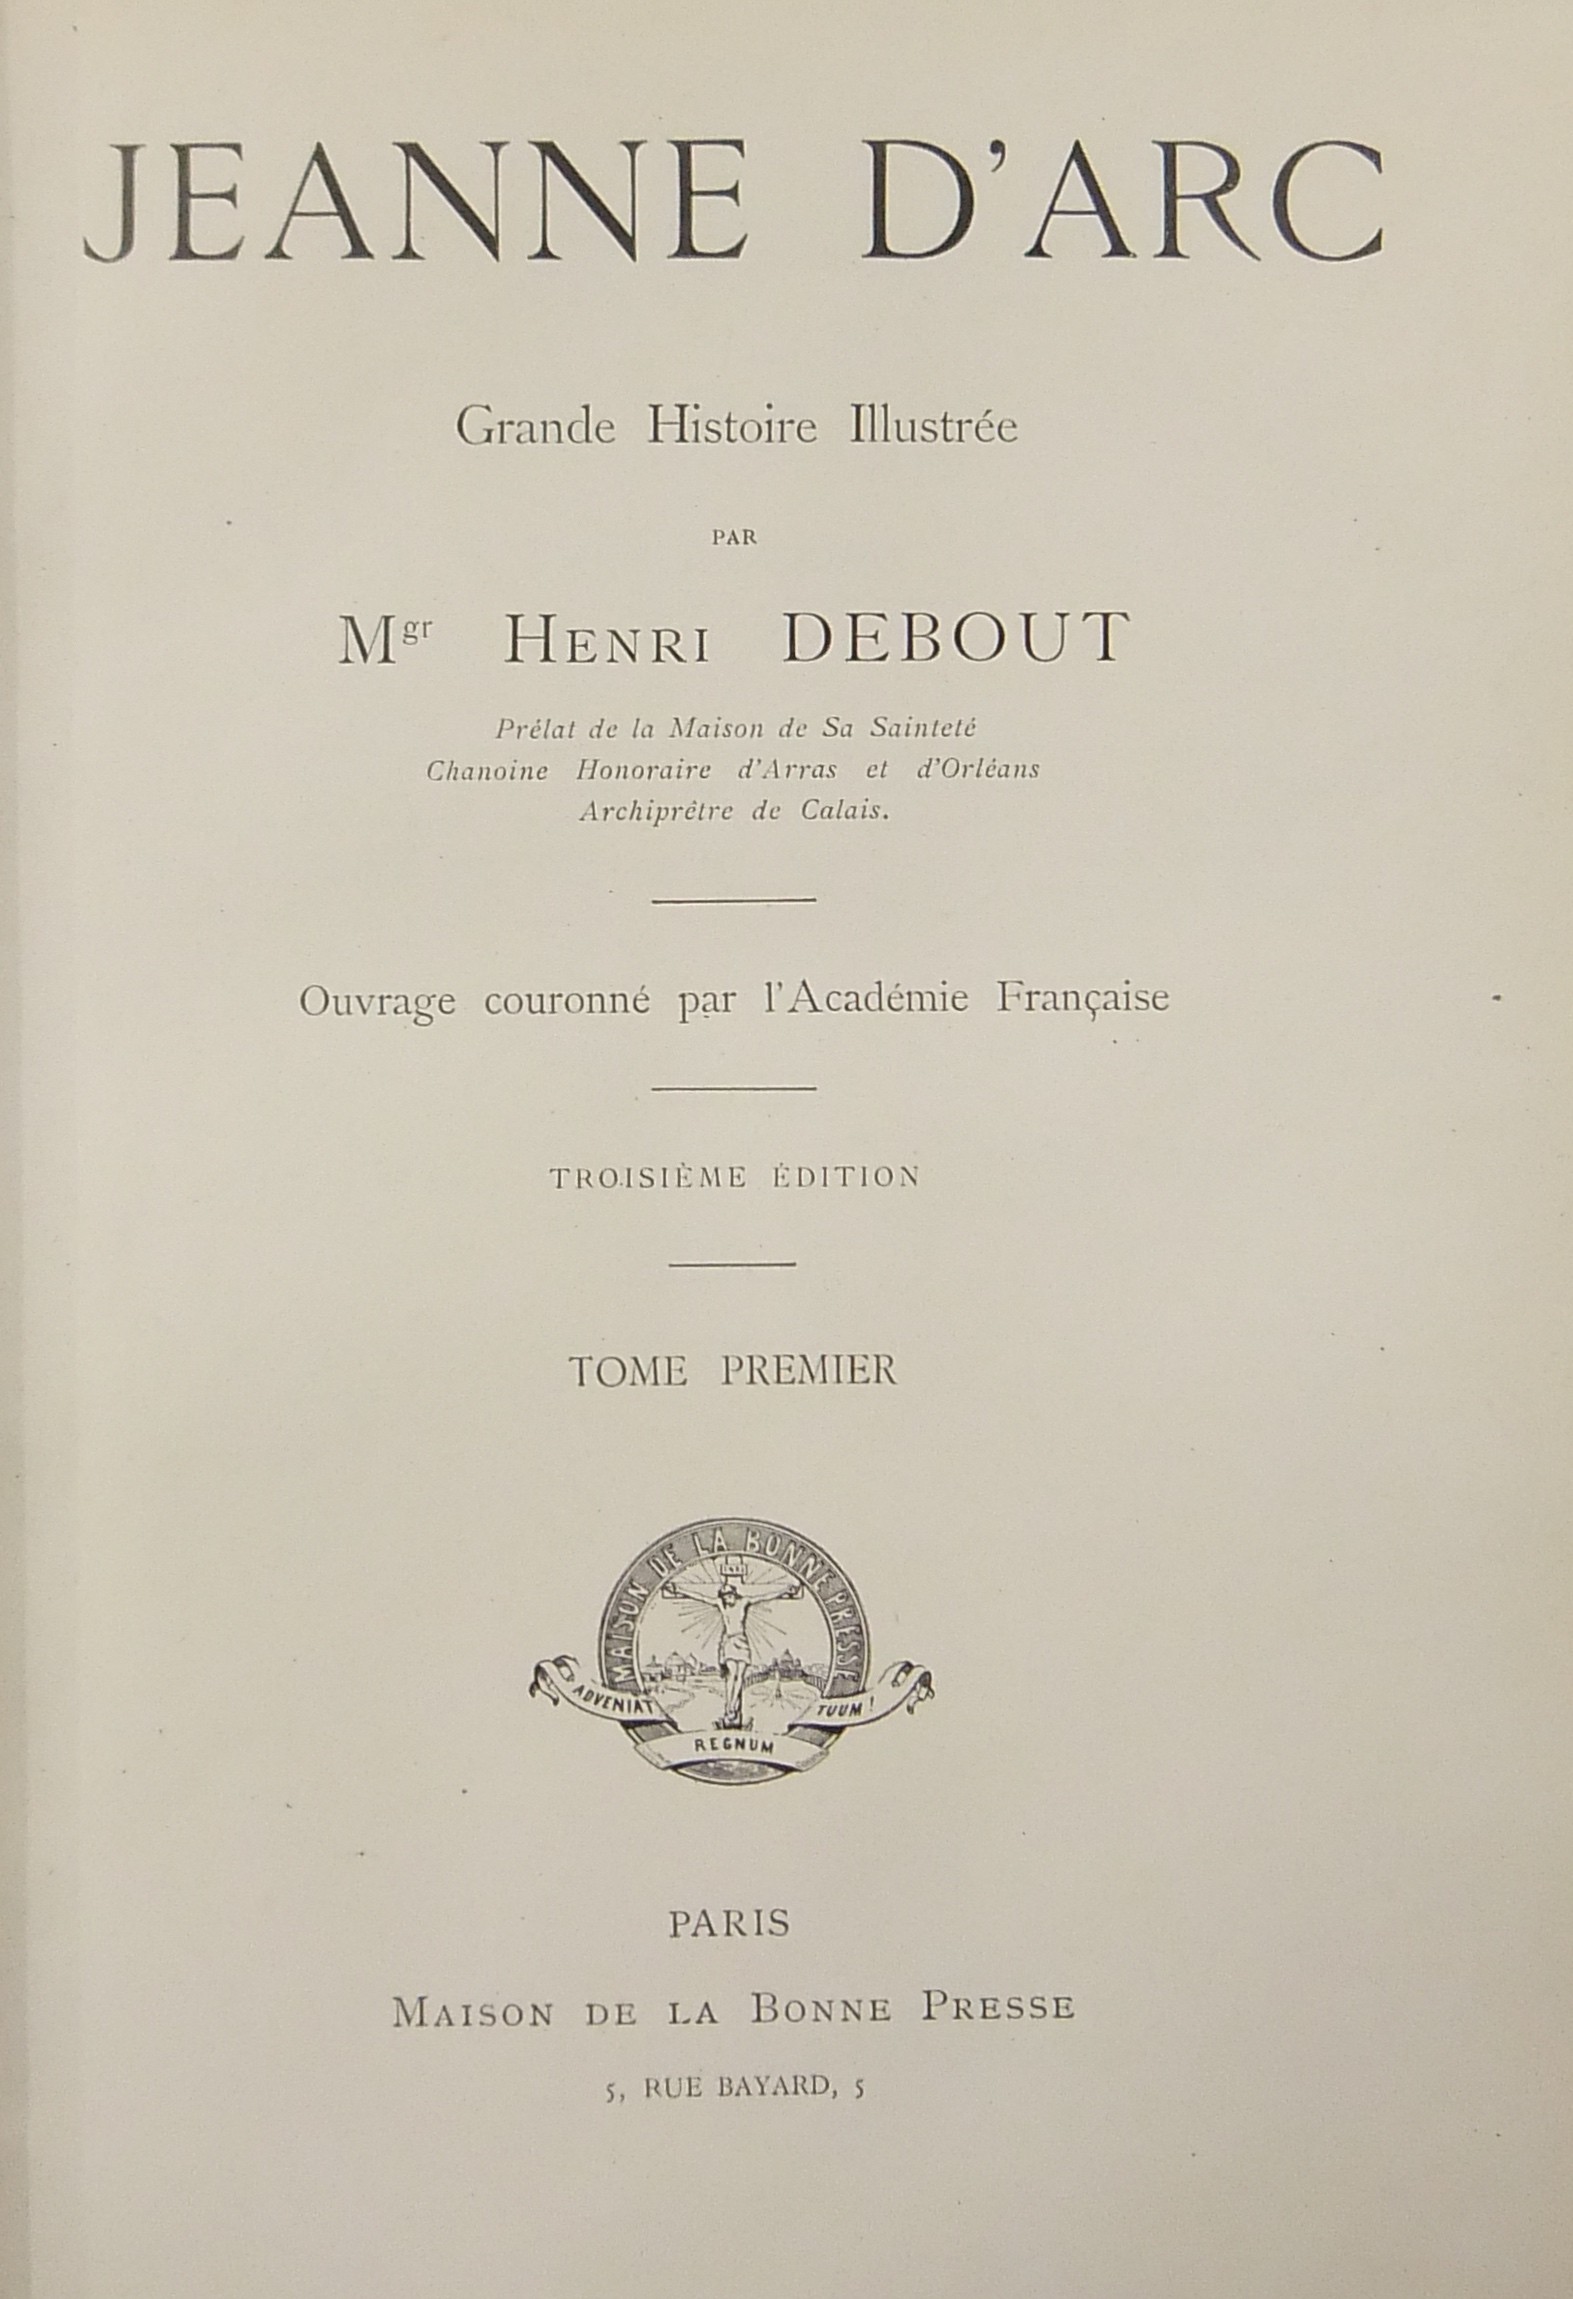 JEANNE D'ARC
Grande Histoire Illustrée
PAR
Mgr HENRI DEBOUT
Prélat de la Maison de Sa Sainteté
Chanoine Honoraire d'Arras et d'Orléans
Archiprêtre de Calais.
Ouvrage couronné par l'Académie Française
TROISIÈME ÉDITION
TOME PREMIER
MAISON DE LA BONNE PRESSE
ADVENIAT
REGNUM
TUUM!
PARIS
MAISON DE LA BONNE PRESSE
5, RUE BAYARD, 5